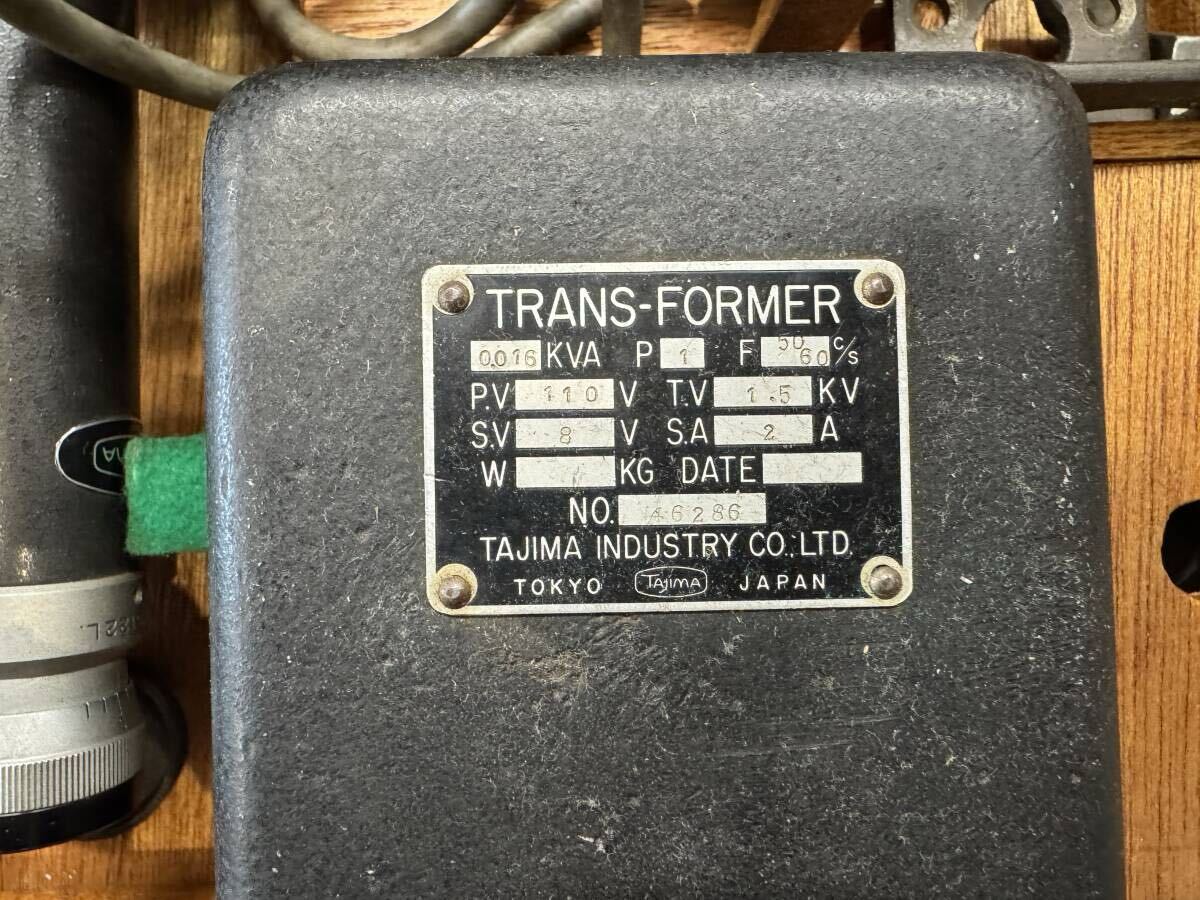 TRANS-FORMER
0.016 KVA P 1 F 50/60 C/S
P.V 110 V T.V 1.5 KV
S.V 8 V S.A 2 A
W KG DATE
NO. 46286
TAJIMA INDUSTRY CO., LTD.
TOKYO TAJIMA JAPAN